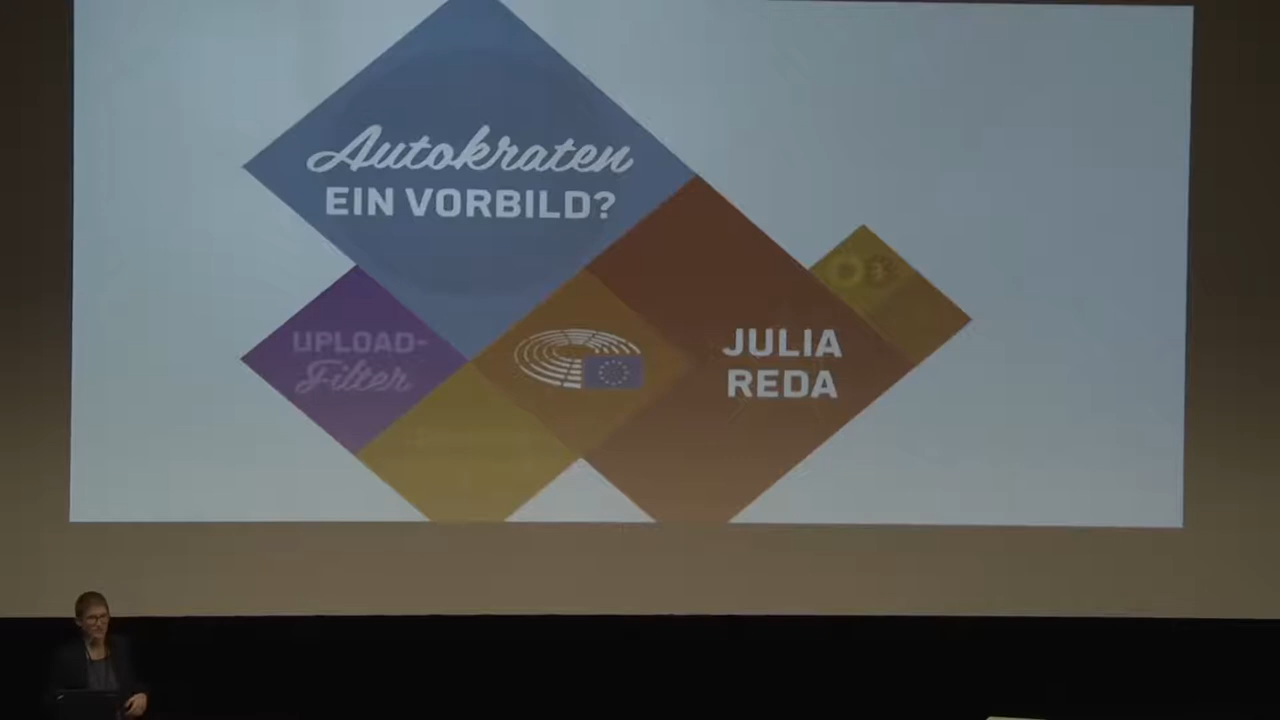 Autokraten
EIN VORBILD?
UPLOAD-
Filter
JULIA
REDA